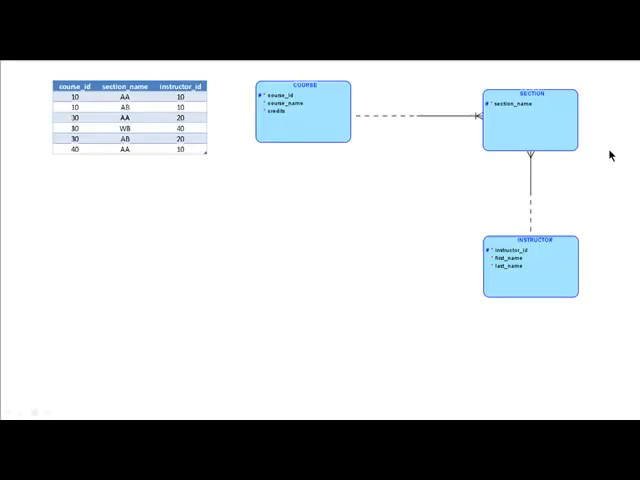 course_id section_name instructor_id
10 AA 10
10 AB 10
30 AA 20
30 WB 40
30 AB 20
40 AA 10
COURSE
# * course_id
* course_name
* credits
SECTION
# * section_name
INSTRUCTOR
# * instructor_id
* first_name
* last_name